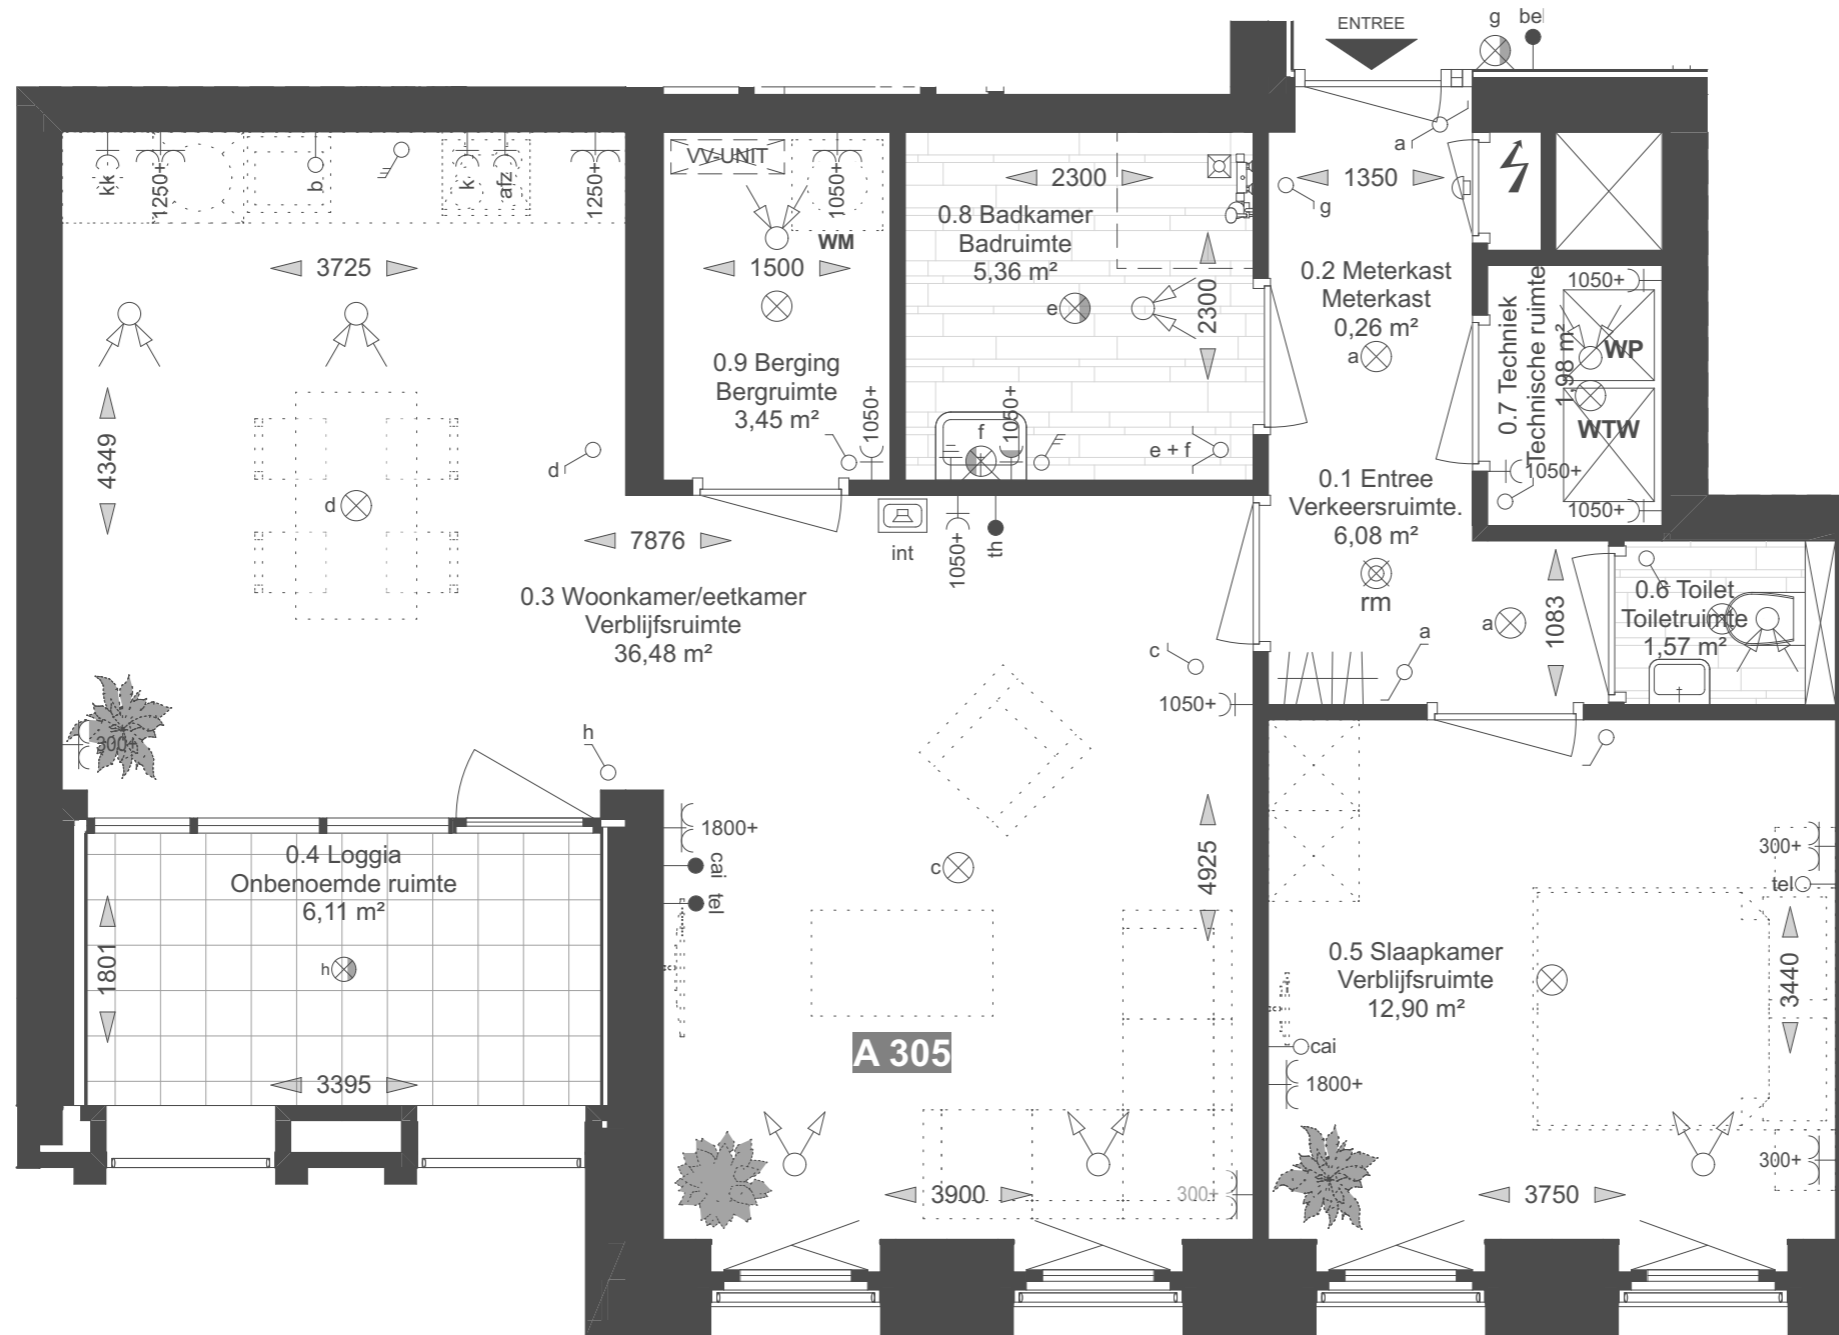 ENTREE
g
bel
a
kk
1250+
b
k
afz
1250+
VV-UNIT
1050+
WM
1500
2300
0.8 Badkamer
Badruimte
5,36 m²
2300
e
1350
g
0.2 Meterkast
Meterkast
0,26 m²
a
1050+
0.7 Techniek
Technische ruimte
1,98 m²
WP
WTW
1050+
1050+
3725
4349
d
d
0.9 Berging
Bergruimte
3,45 m²
1050+
f
1050+
e + f
0.1 Entree
Verkeersruimte.
6,08 m²
rm
7876
int
1050+
th
0.3 Woonkamer/eetkamer
Verblijfsruimte
36,48 m²
c
1050+
a
a
1083
0.6 Toilet
Toiletruimte
1,57 m²
300+
h
1800+
cai
tel
c
4925
0.4 Loggia
Onbenoemde ruimte
6,11 m²
1801
h
3395
A 305
3900
300+
0.5 Slaapkamer
Verblijfsruimte
12,90 m²
300+
tel
3440
cai
1800+
300+
3750